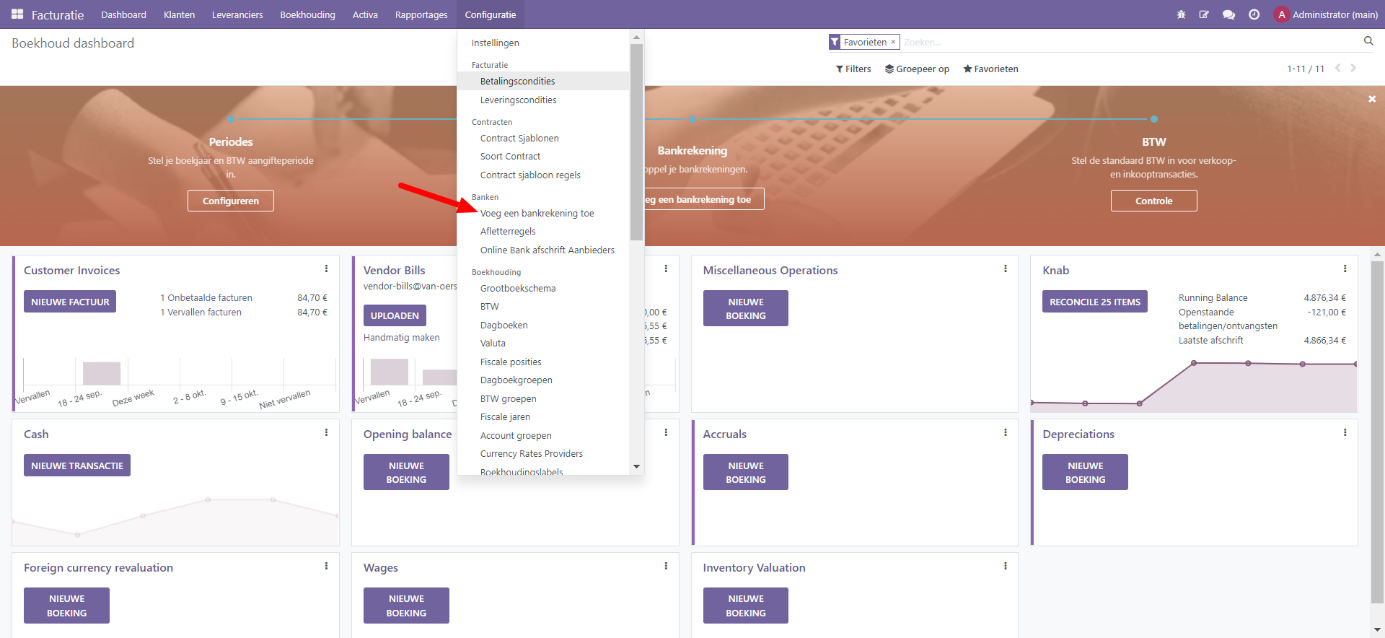 Facturatie Dashboard Klanten Leveranciers Boekhouding Activa Rapportages Configuratie A Administrator (main)
Boekhoud dashboard
Favorieten × Zoeken...
Filters Groepeer op Favorieten 1-11 / 11
Instellingen
Facturatie
Betalingscondities
Leveringscondities
Contracten
Contract Sjablonen
Soort Contract
Contract sjabloon regels
Banken
Voeg een bankrekening toe
Afletterregels
Online Bank afschrift Aanbieders
Boekhouding
Grootboekschema
BTW
Dagboeken
Valuta
Fiscale posities
Dagboekgroepen
BTW groepen
Fiscale jaren
Account groepen
Currency Rates Providers
Boekhoudingslabels
Periodes
Stel je boekjaar en BTW aangifteperiode
in.
Configureren
Bankrekening
oppel je bankrekeningen.
eg een bankrekening toe
BTW
Stel de standaard BTW in voor verkoop-
en inkooptransacties.
Controle
Customer Invoices
NIEUWE FACTUUR
1 Onbetaalde facturen 84,70 €
1 Vervallen facturen 84,70 €
Vervallen 18 - 24 sep. Deze week 2 - 8 okt. 9 - 15 okt. Niet vervallen
Vendor Bills
vendor-bills@van-oers
UPLOADEN
Handmatig maken
0,00 €
5,55 €
5,55 €
Vervallen 18 - 24 sep.
Miscellaneous Operations
NIEUWE
BOEKING
Knab
RECONCILE 25 ITEMS
Running Balance 4.876,34 €
Openstaande -121,00 €
betalingen/ontvangsten
Laatste afschrift 4.866,34 €
Cash
NIEUWE TRANSACTIE
Opening balance
NIEUWE
BOEKING
Accruals
NIEUWE
BOEKING
Depreciations
NIEUWE
BOEKING
Foreign currency revaluation
NIEUWE
BOEKING
Wages
NIEUWE
BOEKING
Inventory Valuation
NIEUWE
BOEKING